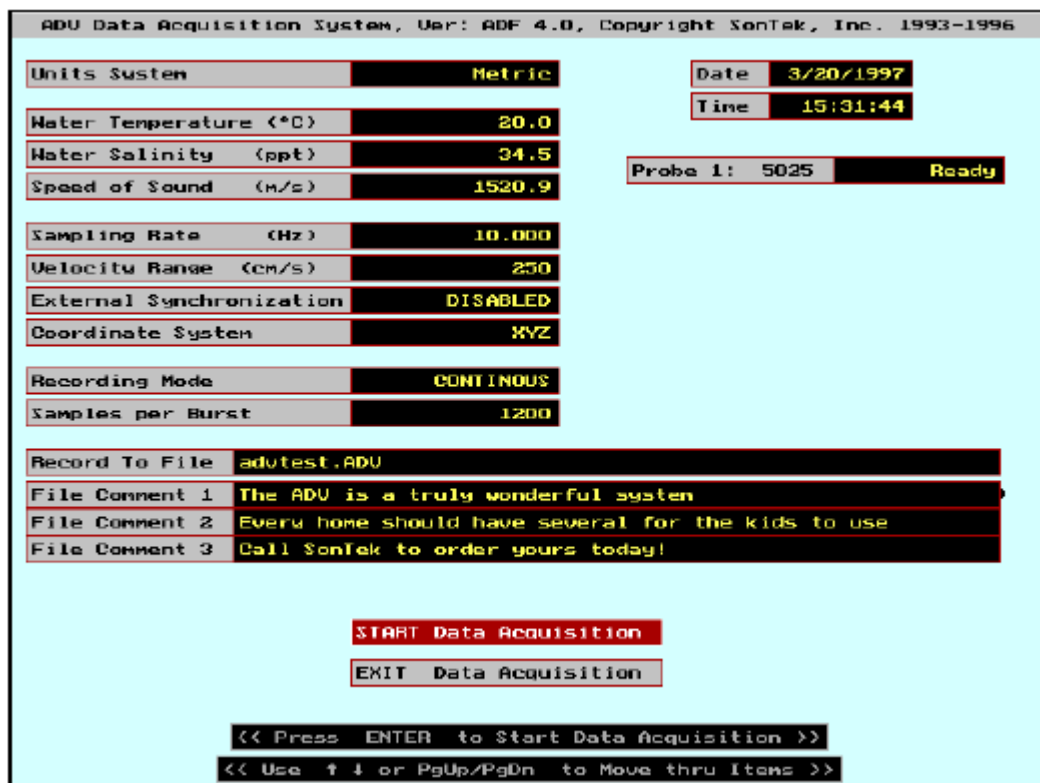 ADV Data Acquisition System, Ver: ADF 4.0, Copyright SonTek, Inc. 1993-1996
Units System Metric
Date 3/20/1997
Time 15:31:44
Water Temperature (°C) 20.0
Water Salinity (ppt) 34.5
Speed of Sound (m/s) 1520.9
Probe 1: 5025 Ready
Sampling Rate (Hz) 10.000
Velocity Range (cm/s) 250
External Synchronization DISABLED
Coordinate System XYZ
Recording Mode CONTINOUS
Samples per Burst 1200
Record To File advtest.ADV
File Comment 1 The ADV is a truly wonderful system
File Comment 2 Every home should have several for the kids to use
File Comment 3 Call SonTek to order yours today!
START Data Acquisition
EXIT Data Acquisition
<< Press ENTER to Start Data Acquisition >>
<< Use ↑ ↓ or PgUp/PgDn to Move thru Items >>